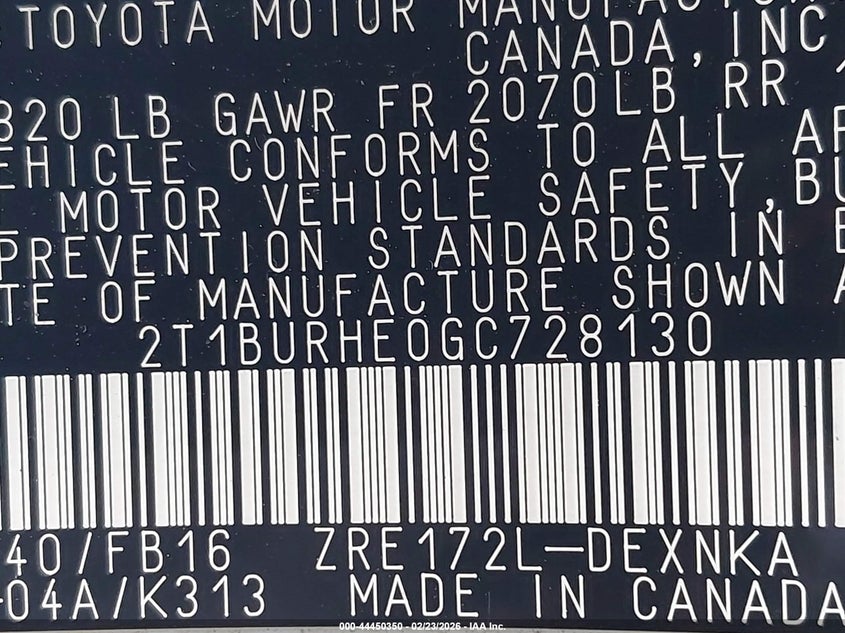 TOYOTA MOTOR MANUFACTUR
CANADA, INC
820 LB GAWR FR 2070LB RR
EHICLE CONFORMS TO ALL AP
MOTOR VEHICLE SAFETY, BU
PREVENTION STANDARDS IN E
TE OF MANUFACTURE SHOWN A
2T1BURHE0GC728130
40/FB16 ZRE172L-DEXNKA
04A/K313 MADE IN CANADA
000-44450350 - 02/23/2026 - IAA Inc.